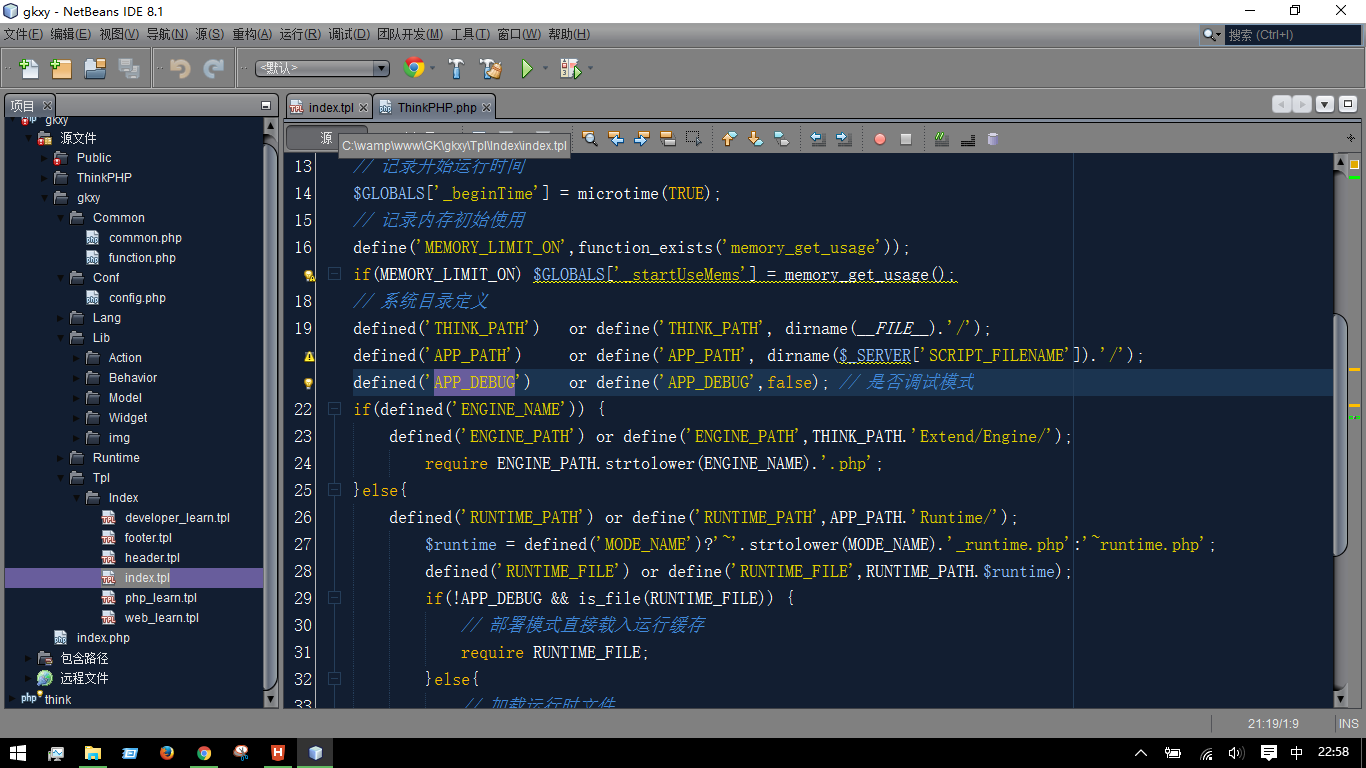 gkxy - NetBeans IDE 8.1
文件(F) 编辑(E) 视图(V) 导航(N) 源(S) 重构(A) 运行(R) 调试(D) 团队开发(M) 工具(T) 窗口(W) 帮助(H)
搜索 (Ctrl+I)
<默认>
项目
index.tpl
ThinkPHP.php
源
C:\wamp\www\GK\gkxy\Tpl\Index\index.tpl
gkxy
源文件
Public
ThinkPHP
gkxy
Common
common.php
function.php
Conf
config.php
Lang
Lib
Action
Behavior
Model
Widget
img
Runtime
Tpl
Index
developer_learn.tpl
footer.tpl
header.tpl
index.tpl
php_learn.tpl
web_learn.tpl
index.php
包含路径
远程文件
think
13 // 记录开始运行时间
14 $GLOBALS['_beginTime'] = microtime(TRUE);
15 // 记录内存初始使用
16 define('MEMORY_LIMIT_ON',function_exists('memory_get_usage'));
if(MEMORY_LIMIT_ON) $GLOBALS['_startUseMems'] = memory_get_usage();
18 // 系统目录定义
19 defined('THINK_PATH')   or define('THINK_PATH', dirname(__FILE__).'/');
defined('APP_PATH')     or define('APP_PATH', dirname($_SERVER['SCRIPT_FILENAME']).'/');
defined('APP_DEBUG')    or define('APP_DEBUG',false); // 是否调试模式
22 if(defined('ENGINE_NAME')) {
23     defined('ENGINE_PATH') or define('ENGINE_PATH',THINK_PATH.'Extend/Engine/');
24         require ENGINE_PATH.strtolower(ENGINE_NAME).'.php';
25 }else{
26     defined('RUNTIME_PATH') or define('RUNTIME_PATH',APP_PATH.'Runtime/');
27         $runtime = defined('MODE_NAME')?'~'.strtolower(MODE_NAME).'_runtime.php':'~runtime.php';
28         defined('RUNTIME_FILE') or define('RUNTIME_FILE',RUNTIME_PATH.$runtime);
29         if(!APP_DEBUG && is_file(RUNTIME_FILE)) {
30             // 部署模式直接载入运行缓存
31             require RUNTIME_FILE;
32         }else{
33             // 加载运行时文件
21:19/1:9
INS
中
22:58